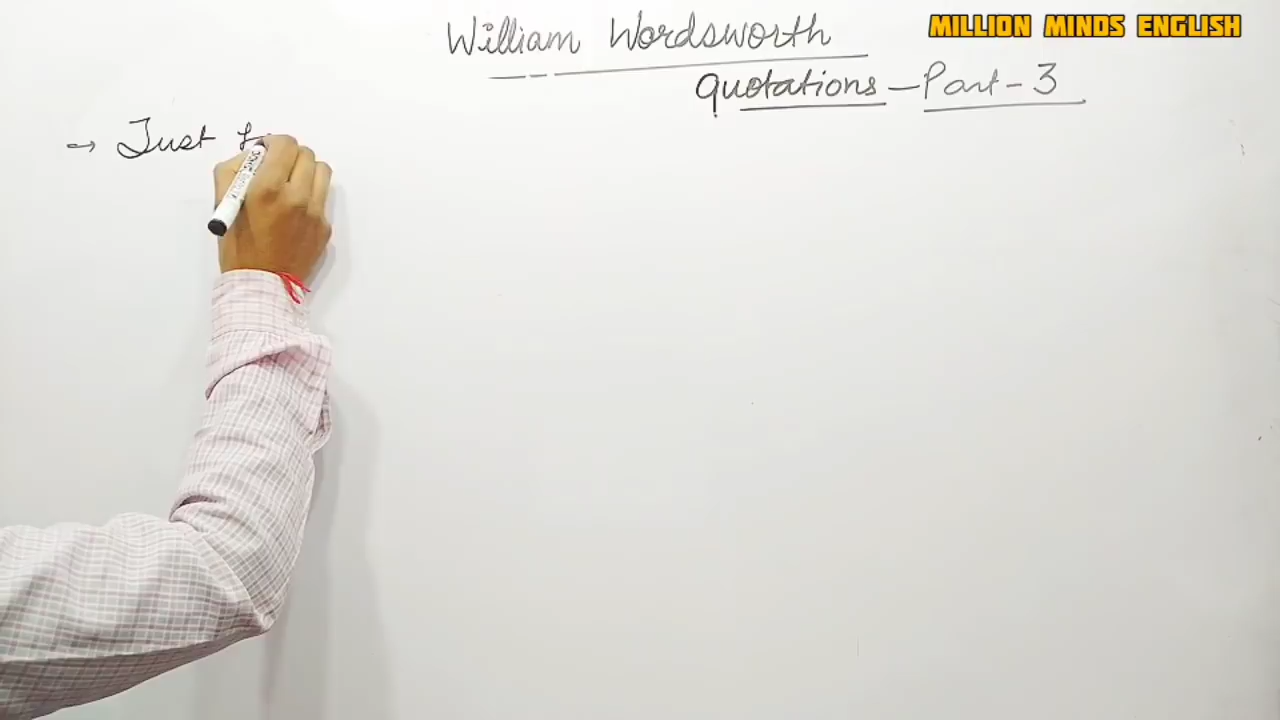 MILLION MINDS ENGLISH
William Wordsworth
Quotations - Part - 3
→ Just